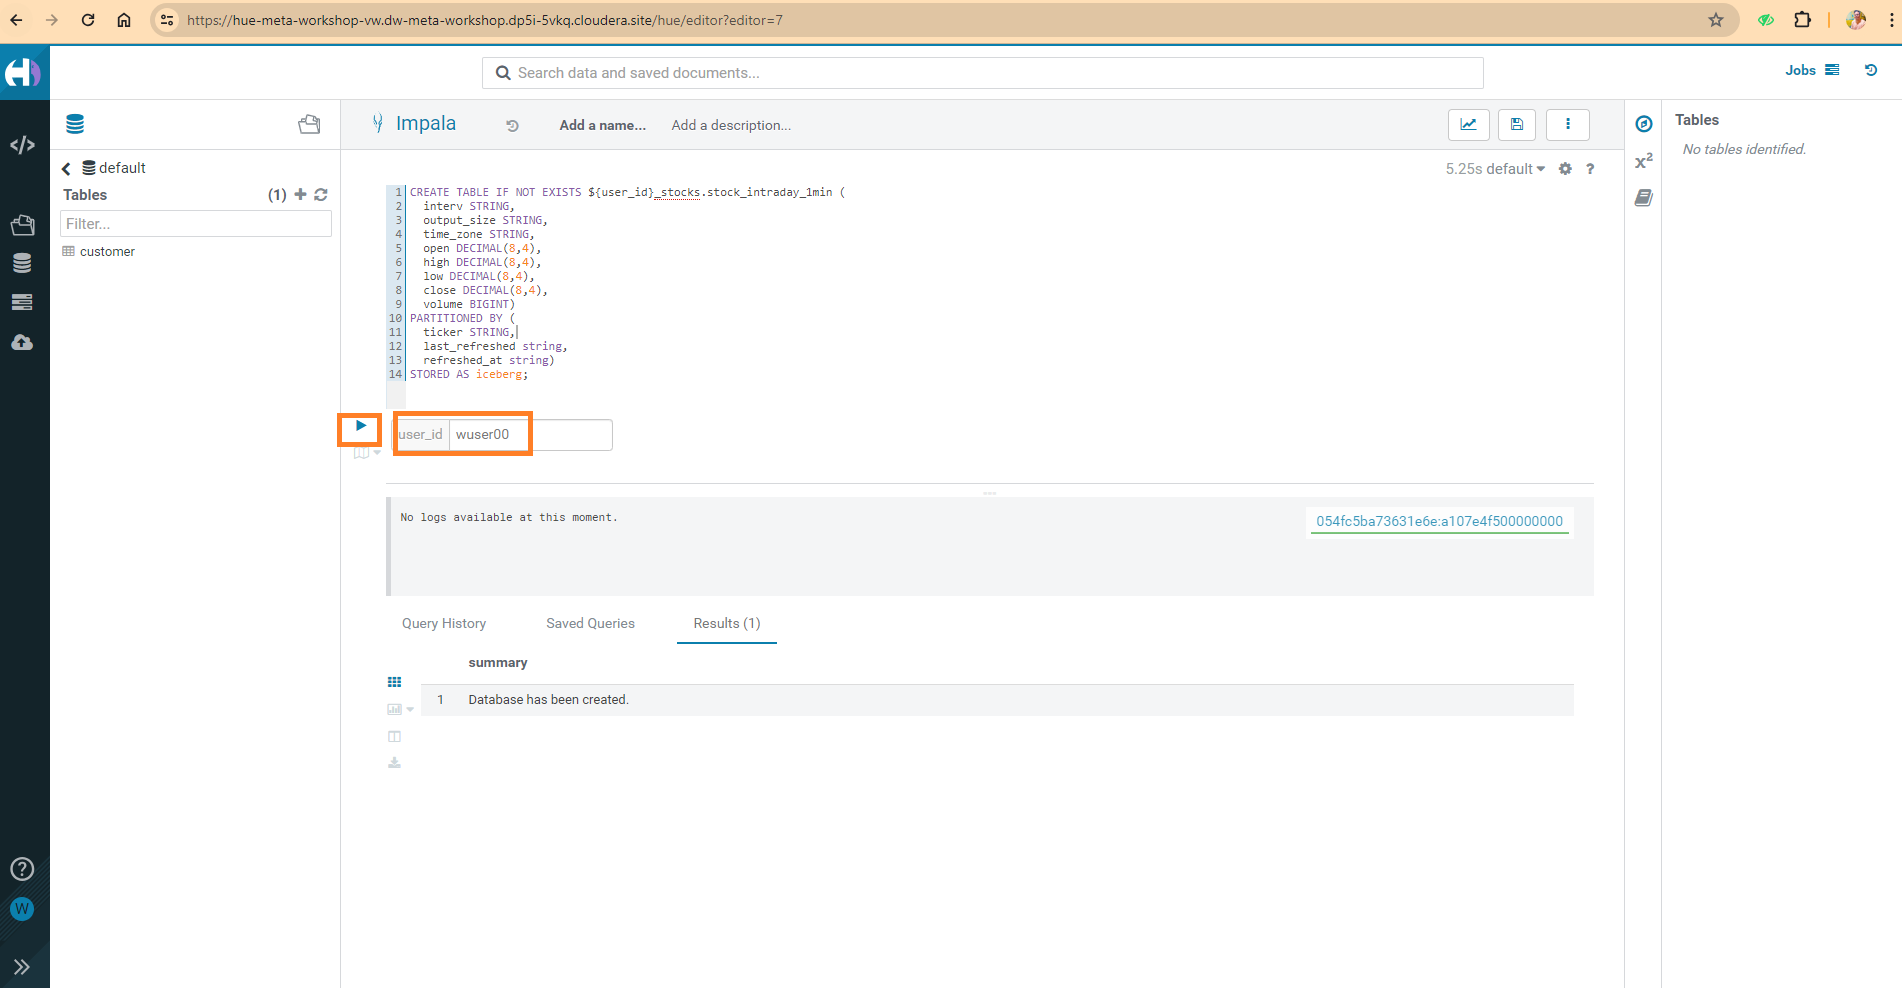 https://hue-meta-workshop-vw.dw-meta-workshop.dp5i-5vkq.cloudera.site/hue/editor?editor=7
Search data and saved documents...
Jobs
Impala
Add a name...
Add a description...
Tables
No tables identified.
default
Tables
(1)
Filter...
customer
5.25s default
?
x²
1 CREATE TABLE IF NOT EXISTS ${user_id}_stocks.stock_intraday_1min (
2 interv STRING,
3 output_size STRING,
4 time_zone STRING,
5 open DECIMAL(8,4),
6 high DECIMAL(8,4),
7 low DECIMAL(8,4),
8 close DECIMAL(8,4),
9 volume BIGINT)
10 PARTITIONED BY (
11 ticker STRING,
12 last_refreshed string,
13 refreshed_at string)
14 STORED AS iceberg;
user_id wuser00
No logs available at this moment.
054fc5ba73631e6e:a107e4f500000000
Query History
Saved Queries
Results (1)
summary
1 Database has been created.
?
W